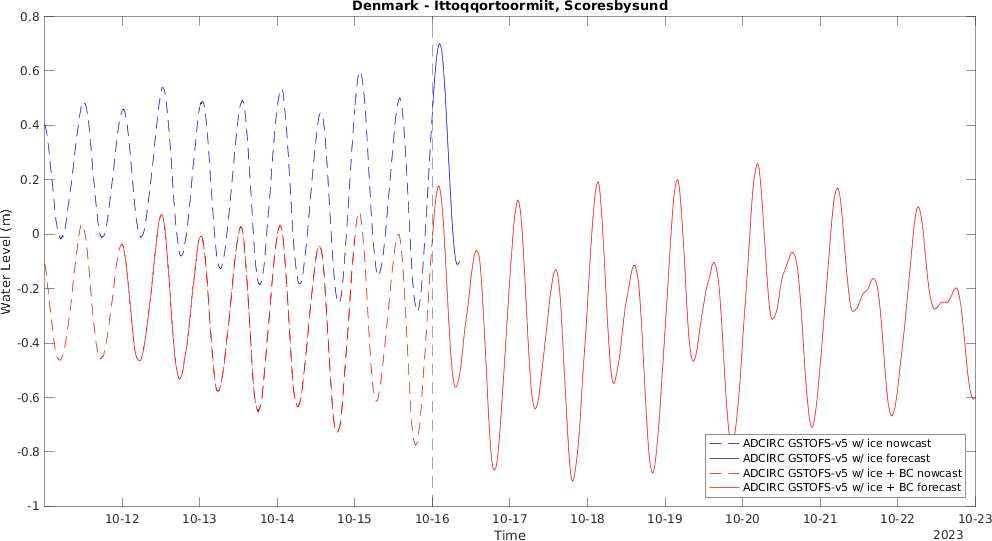 Denmark - Ittoqqortoormiit, Scoresbysund
0.8
0.6
0.4
0.2
0
-0.2
-0.4
-0.6
-0.8
-1
Water Level (m)
ADCIRC GSTOFS-v5 w/ ice nowcast
ADCIRC GSTOFS-v5 w/ ice forecast
ADCIRC GSTOFS-v5 w/ ice + BC nowcast
ADCIRC GSTOFS-v5 w/ ice + BC forecast
10-12 10-13 10-14 10-15 10-16 10-17 10-18 10-19 10-20 10-21 10-22 10-23
Time
2023